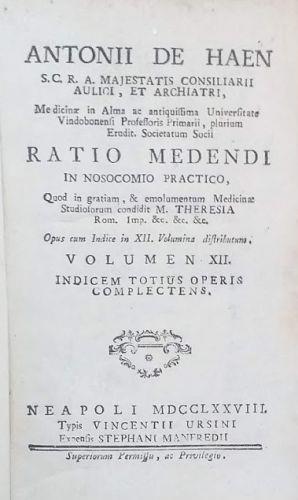 ANTONII DE HAEN
S.C. R. A. MAJESTATIS CONSILIARII
AULICI, ET ARCHIATRI,
Medicinæ in Alma ac antiquissima Universitate
Vindobonensi Professoris Primarii, plurium
Erudit. Societatum Socii
RATIO MEDENDI
IN NOSOCOMIO PRACTICO,
Quod in gratiam, & emolumentum Medicinæ
Studiosorum condidit M. THERESIA
Rom. Imp. &c. &c. &c.
Opus cum Indice in XII. Volumina distributum.
VOLUMEN XII.
INDICEM TOTIUS OPERIS
COMPLECTENS.
NEAPOLI MDCCLXXVIII.
Typis VINCENTII URSINI
Expensis STEPHANI MANFREDII
Superiorum Permissu, ac Privilegio.